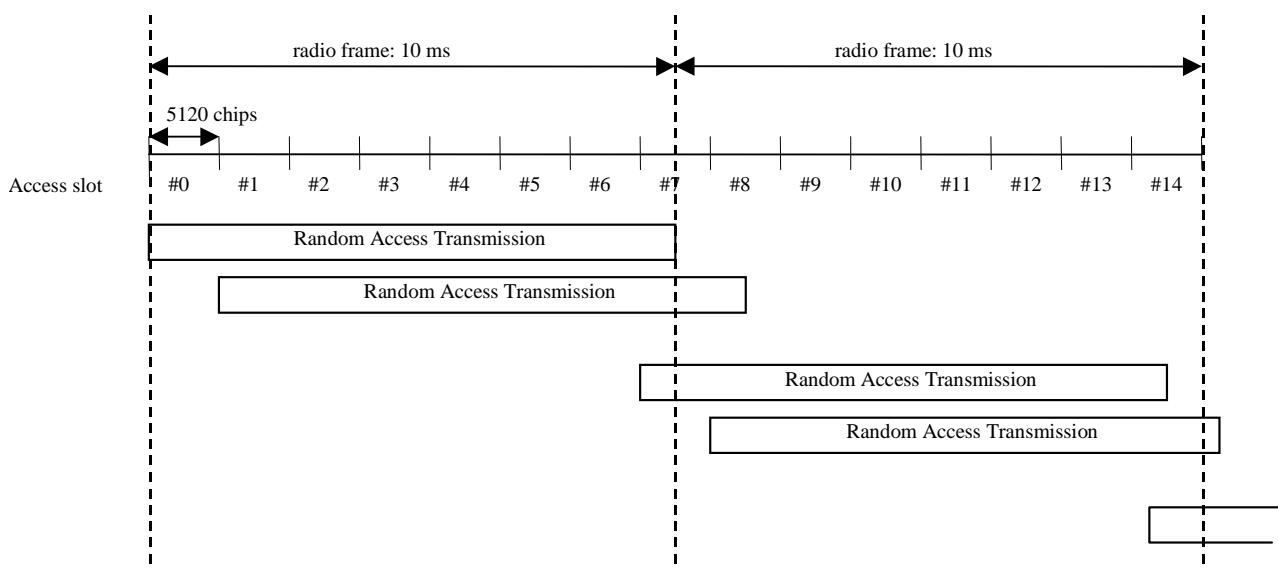 radio frame: 10 ms radio frame: 10 ms
5120 chips
Access slot #0 #1 #2 #3 #4 #5 #6 #7 #8 #9 #10 #11 #12 #13 #14
Random Access Transmission
Random Access Transmission
Random Access Transmission
Random Access Transmission